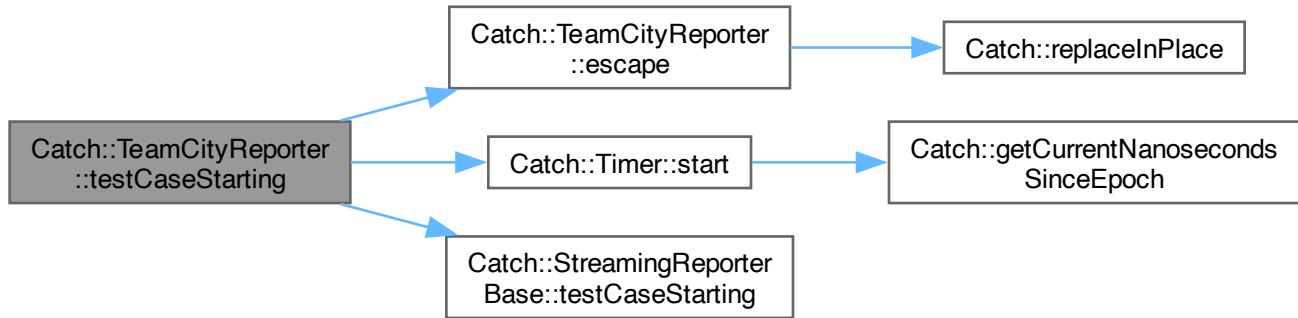 Catch::TeamCityReporter
::escape
Catch::replaceInPlace
Catch::TeamCityReporter
::testCaseStarting
Catch::Timer::start
Catch::getCurrentNanoseconds
SinceEpoch
Catch::StreamingReporter
Base::testCaseStarting